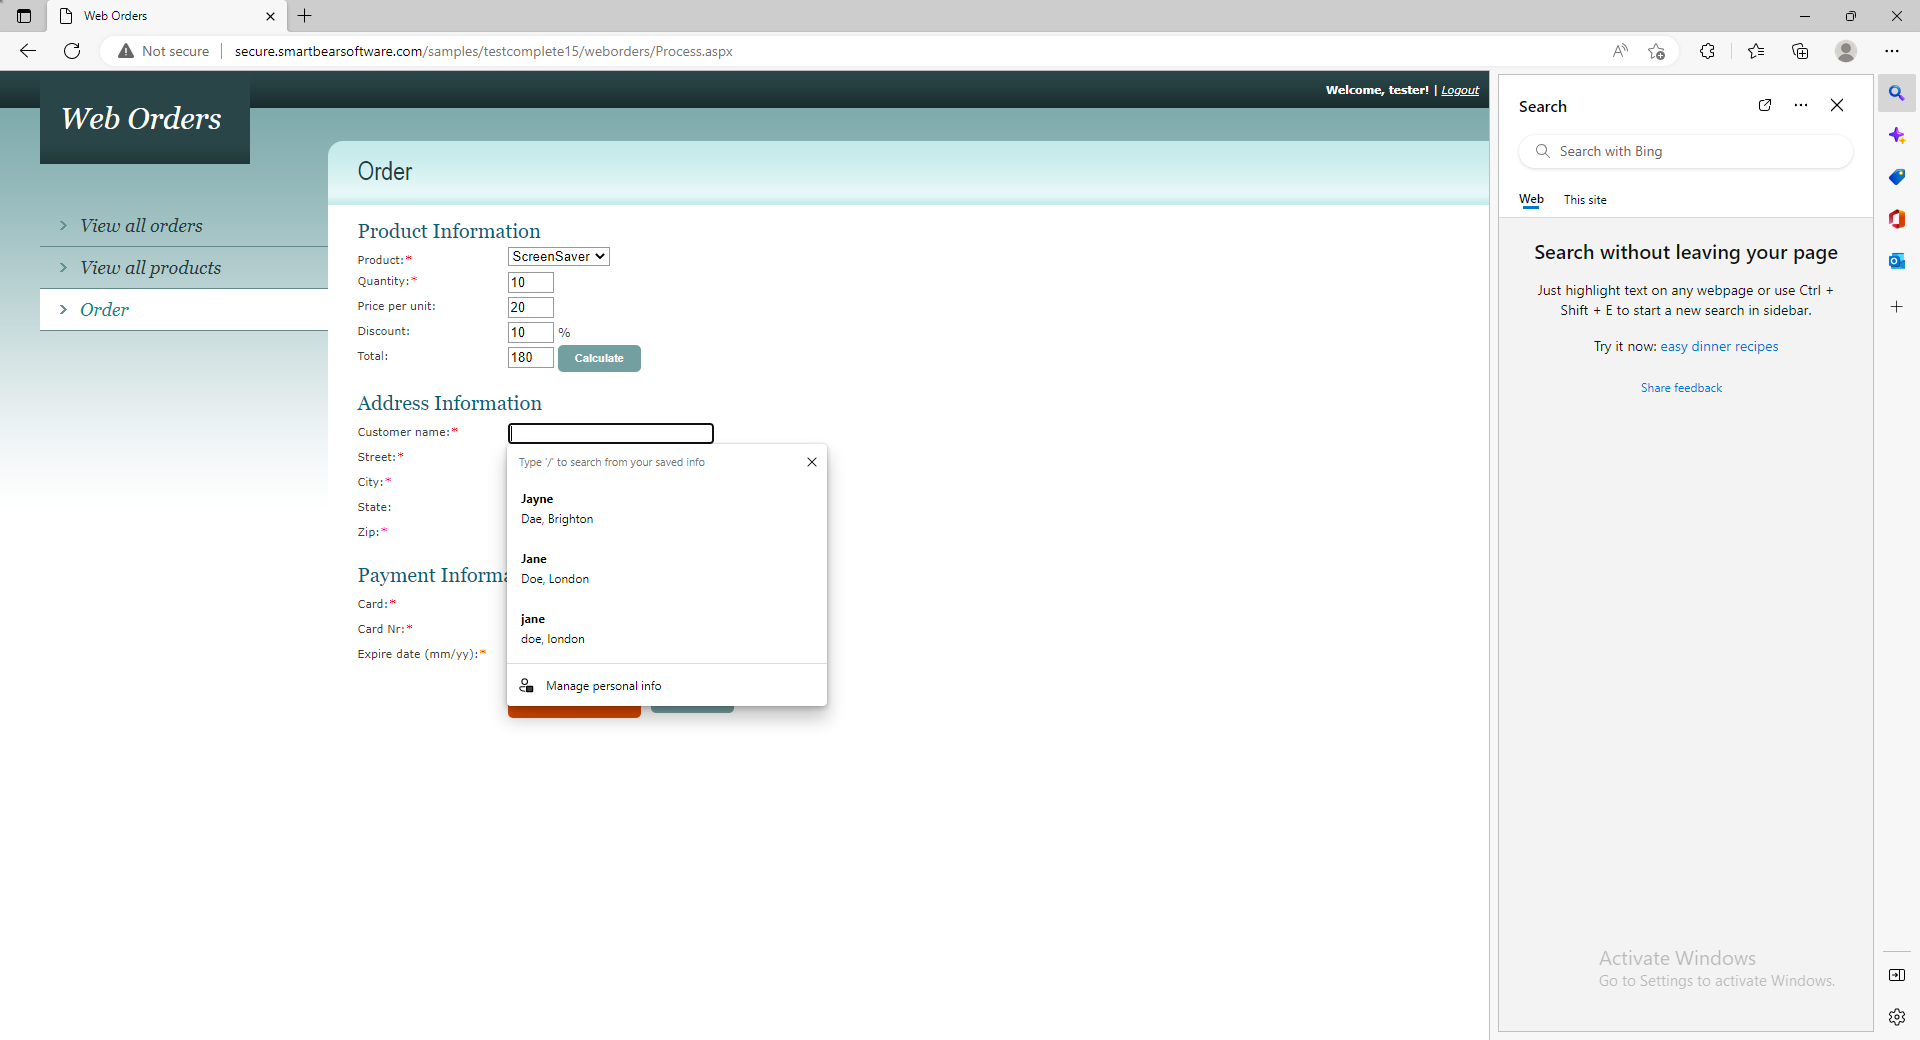 Web Orders
Not secure
secure.smartbearsoftware.com/samples/testcomplete15/weborders/Process.aspx
Welcome, tester! | Logout
Web Orders
View all orders
View all products
Order
Order
Product Information
Product:* ScreenSaver
Quantity:* 10
Price per unit: 20
Discount: 10 %
Total: 180 Calculate
Address Information
Customer name:*
Street:*
City:*
State:
Zip:*
Type '/' to search from your saved info
Jayne
Dae, Brighton
Jane
Doe, London
jane
doe, london
Manage personal info
Payment Informa
Card:*
Card Nr:*
Expire date (mm/yy):*
Search
Search with Bing
Web This site
Search without leaving your page
Just highlight text on any webpage or use Ctrl +
Shift + E to start a new search in sidebar.
Try it now: easy dinner recipes
Share feedback
Activate Windows
Go to Settings to activate Windows.